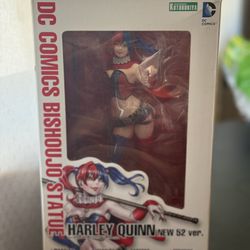 KOTOBUKIYA
DC
COMICS
DC COMICS BISHOUJO STATUE
HARLEY QUINN NEW 52 ver.